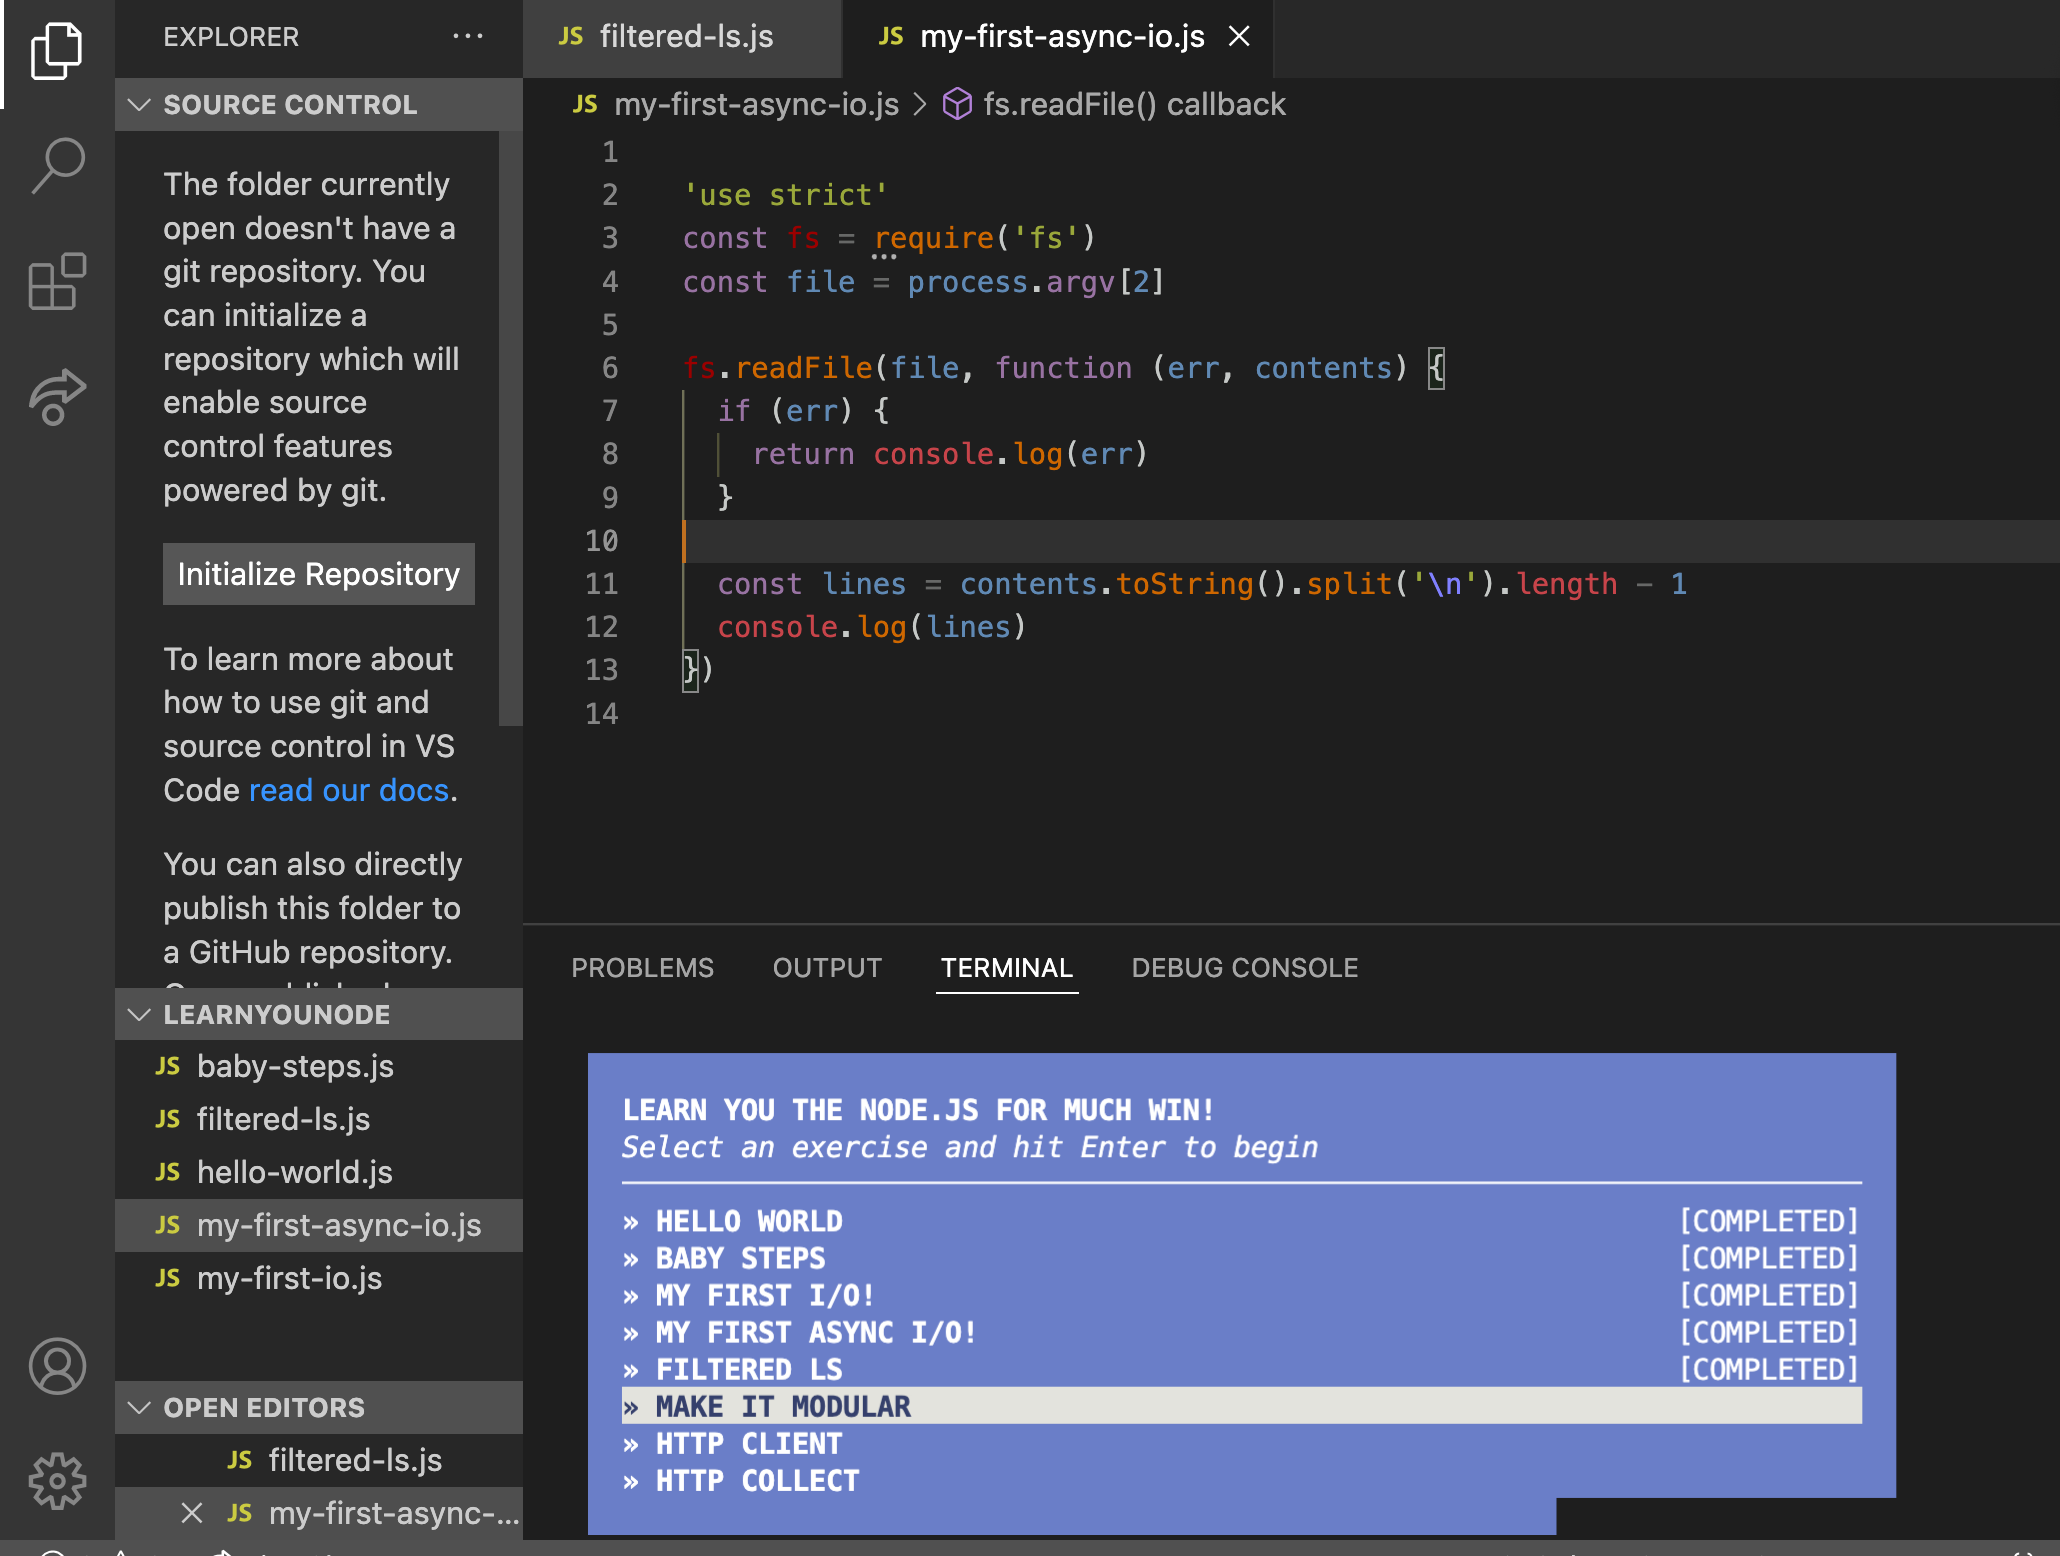 EXPLORER ...
SOURCE CONTROL
The folder currently
open doesn't have a
git repository. You
can initialize a
repository which will
enable source
control features
powered by git.
Initialize Repository
To learn more about
how to use git and
source control in VS
Code read our docs.
You can also directly
publish this folder to
a GitHub repository.
LEARNYOUNODE
JS baby-steps.js
JS filtered-ls.js
JS hello-world.js
JS my-first-async-io.js
JS my-first-io.js
OPEN EDITORS
JS filtered-ls.js
JS my-first-async-...
JS filtered-ls.js
JS my-first-async-io.js
JS my-first-async-io.js > fs.readFile() callback
1
2 'use strict'
3 const fs = require('fs')
4 const file = process.argv[2]
5
6 fs.readFile(file, function (err, contents) {
7 if (err) {
8 return console.log(err)
9 }
10
11 const lines = contents.toString().split('\n').length - 1
12 console.log(lines)
13 })
14
PROBLEMS OUTPUT TERMINAL DEBUG CONSOLE
LEARN YOU THE NODE.JS FOR MUCH WIN!
Select an exercise and hit Enter to begin
» HELLO WORLD [COMPLETED]
» BABY STEPS [COMPLETED]
» MY FIRST I/O! [COMPLETED]
» MY FIRST ASYNC I/O! [COMPLETED]
» FILTERED LS [COMPLETED]
» MAKE IT MODULAR
» HTTP CLIENT
» HTTP COLLECT